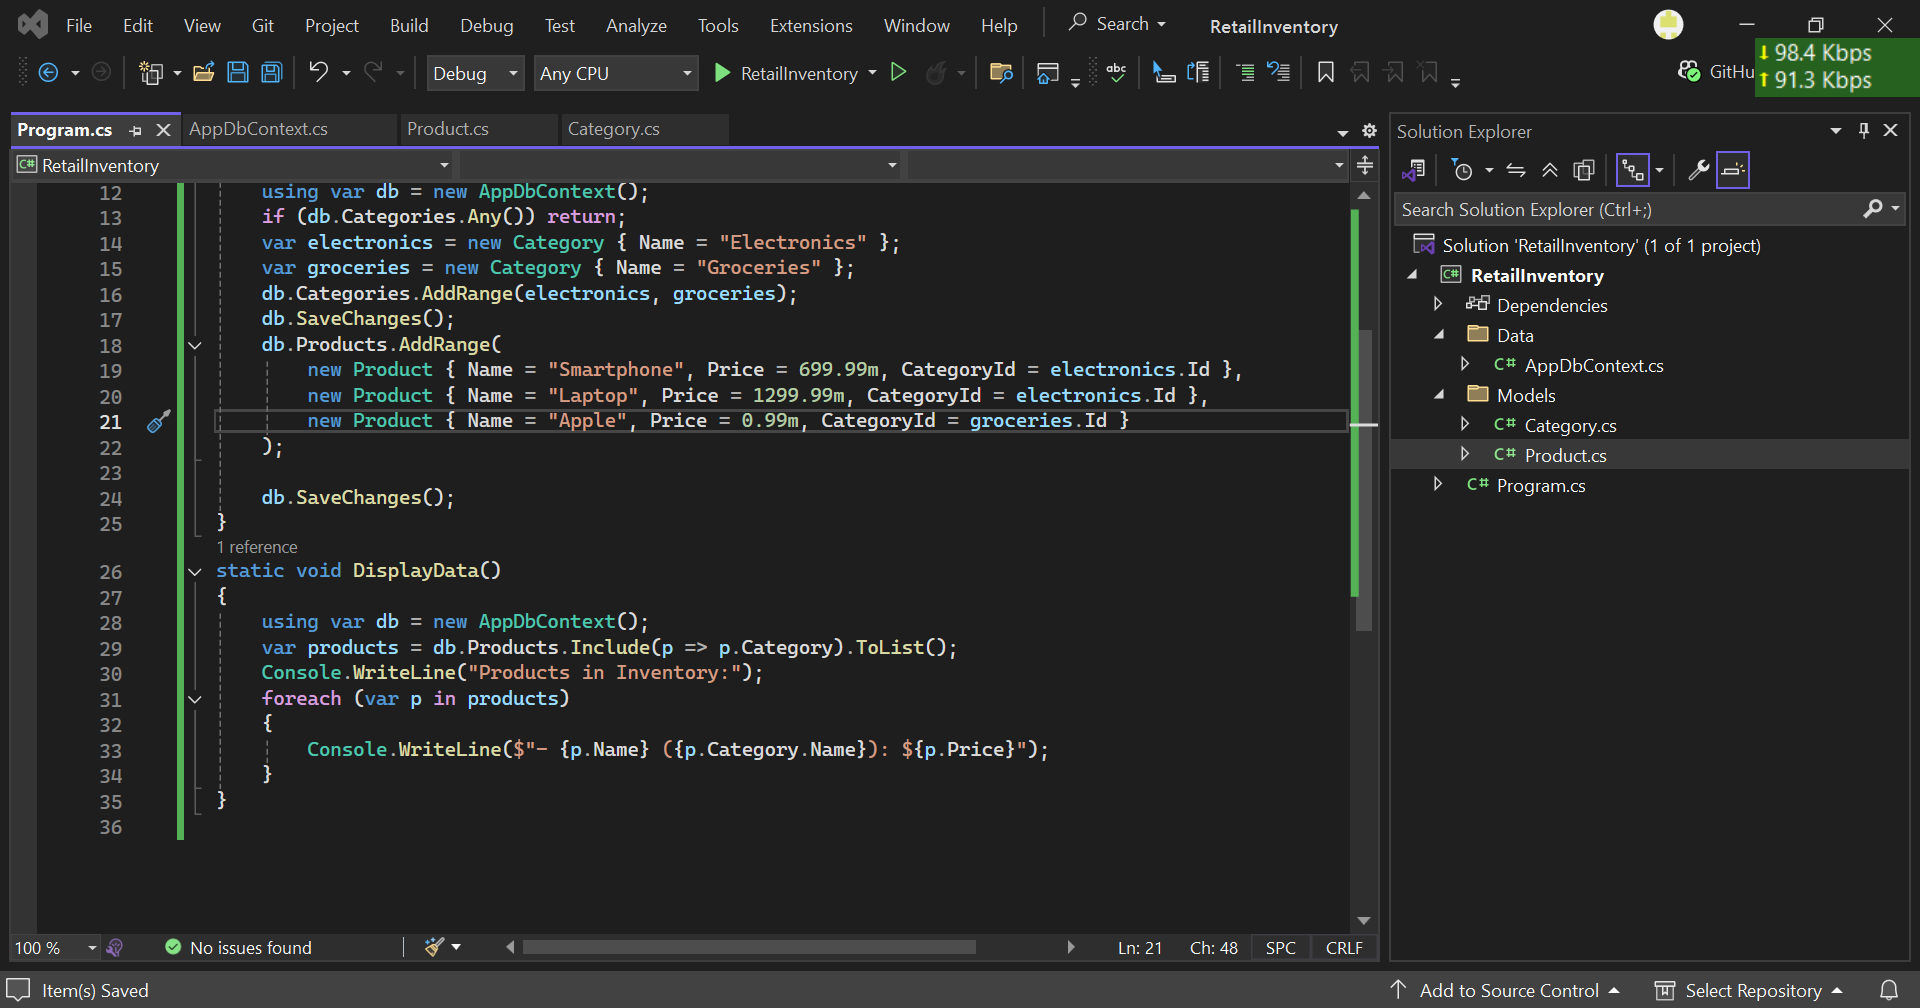 File Edit View Git Project Build Debug Test Analyze Tools Extensions Window Help Search RetailInventory
98.4 Kbps
91.3 Kbps
Debug Any CPU RetailInventory abc GitHu
Program.cs AppDbContext.cs Product.cs Category.cs
C# RetailInventory
12 using var db = new AppDbContext();
13 if (db.Categories.Any()) return;
14 var electronics = new Category { Name = "Electronics" };
15 var groceries = new Category { Name = "Groceries" };
16 db.Categories.AddRange(electronics, groceries);
17 db.SaveChanges();
18 db.Products.AddRange(
19 new Product { Name = "Smartphone", Price = 699.99m, CategoryId = electronics.Id },
20 new Product { Name = "Laptop", Price = 1299.99m, CategoryId = electronics.Id },
21 new Product { Name = "Apple", Price = 0.99m, CategoryId = groceries.Id }
22 );
23
24 db.SaveChanges();
25 }
1 reference
26 static void DisplayData()
27 {
28 using var db = new AppDbContext();
29 var products = db.Products.Include(p => p.Category).ToList();
30 Console.WriteLine("Products in Inventory:");
31 foreach (var p in products)
32 {
33 Console.WriteLine($"- {p.Name} ({p.Category.Name}): ${p.Price}");
34 }
35 }
36
100 % No issues found Ln: 21 Ch: 48 SPC CRLF
Solution Explorer
Search Solution Explorer (Ctrl+;)
Solution 'RetailInventory' (1 of 1 project)
C# RetailInventory
Dependencies
Data
C# AppDbContext.cs
Models
C# Category.cs
C# Product.cs
C# Program.cs
Item(s) Saved Add to Source Control Select Repository